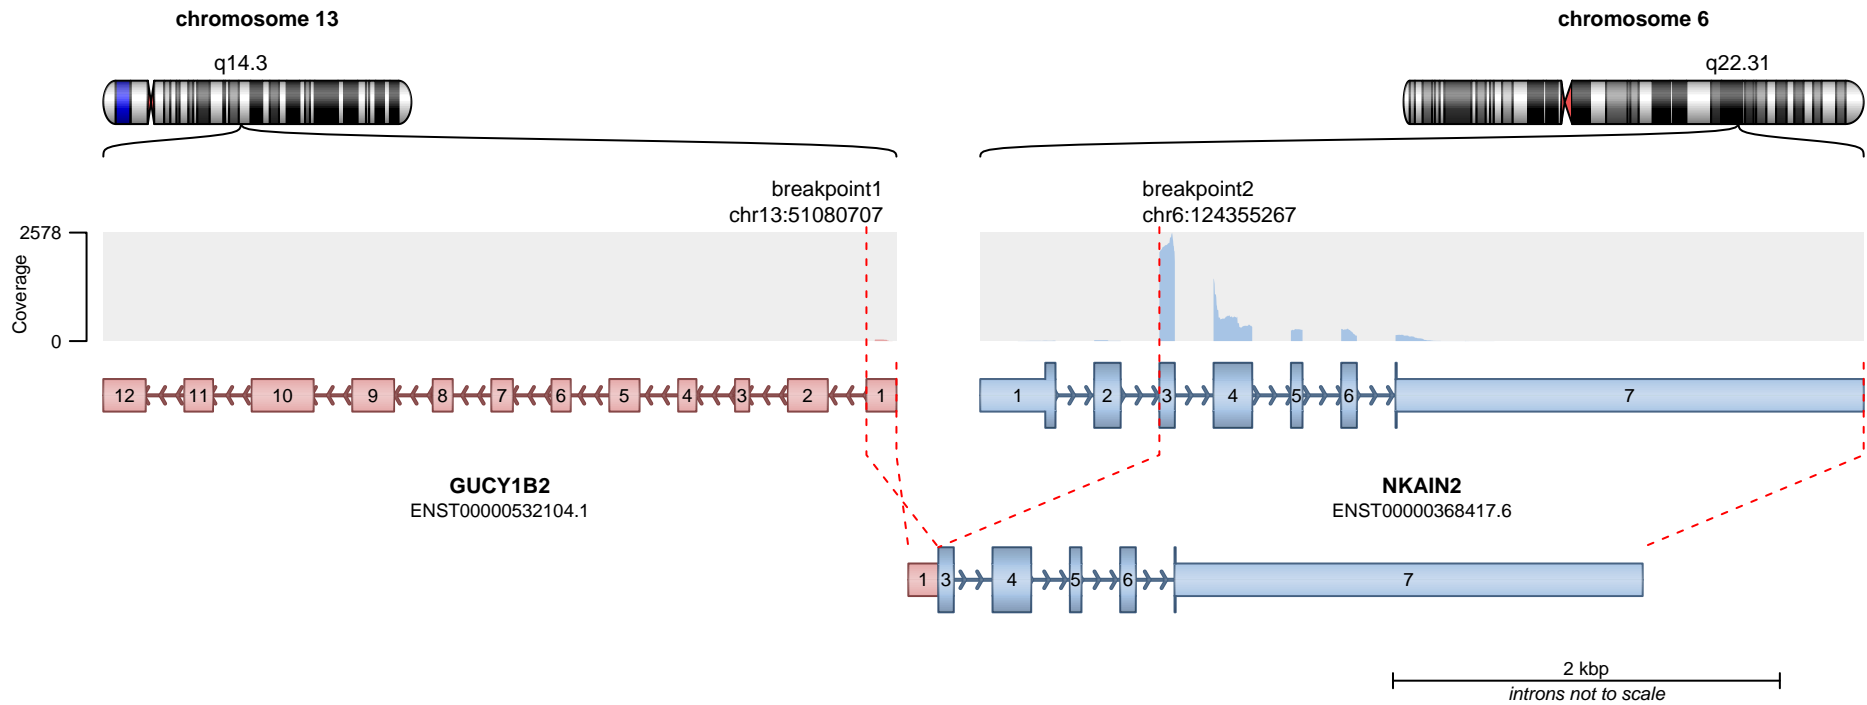 chromosome 13
chromosome 6
q14.3
q22.31
breakpoint1
chr13:51080707
breakpoint2
chr6:124355267
2578
Coverage
0
12 11 10 9 8 7 6 5 4 3 2 1
1 2 3 4 5 6 7
GUCY1B2
ENST00000532104.1
NKAIN2
ENST00000368417.6
1 3 4 5 6 7
2 kbp
introns not to scale